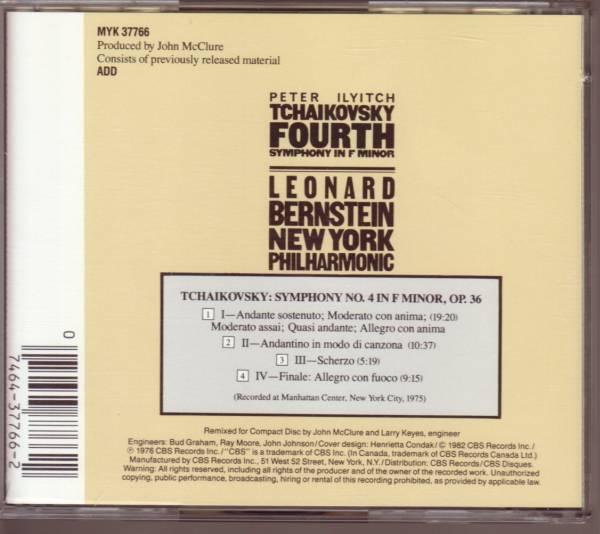 MYK 37766
Produced by John McClure
Consists of previously released material
ADD
PETER ILYITCH
TCHAIKOVSKY
FOURTH
SYMPHONY IN F MINOR
LEONARD
BERNSTEIN
NEW YORK
PHILHARMONIC
TCHAIKOVSKY: SYMPHONY NO. 4 IN F MINOR, OP. 36
1 I—Andante sostenuto; Moderato con anima; (19:20)
Moderato assai; Quasi andante; Allegro con anima
2 II—Andantino in modo di canzona (10:37)
3 III—Scherzo (5:19)
4 IV—Finale: Allegro con fuoco (9:15)
(Recorded at Manhattan Center, New York City, 1975)
Remixed for Compact Disc by John McClure and Larry Keyes, engineer
Engineers: Bud Graham, Ray Moore, John Johnson/Cover design: Henrietta Condak/© 1982 CBS Records Inc./
℗ 1976 CBS Records Inc./"CBS" is a trademark of CBS Inc. (In Canada, trademark of CBS Records Canada Ltd.)
Manufactured by CBS Records Inc., 51 West 52 Street, New York, N.Y./Distribution: CBS Records/CBS Disques.
Warning: All rights reserved, including all rights of the producer and of the owner of the recorded work. Unauthorized
copying, public performance, broadcasting, hiring or rental of this recording prohibited, as provided by applicable law.
0
7464-37766-2